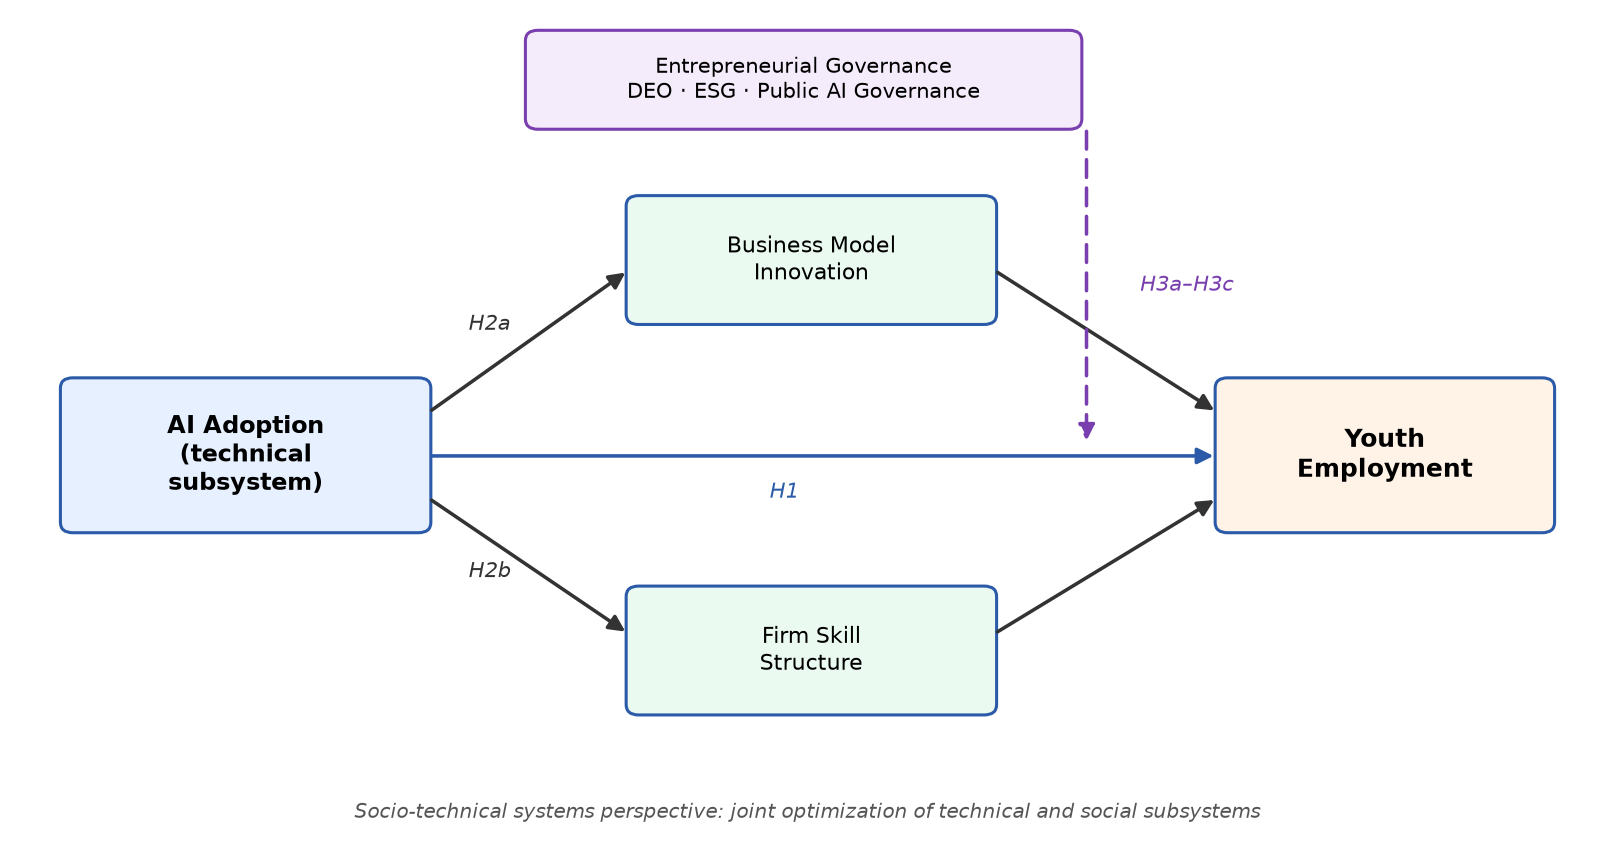 Entrepreneurial Governance
DEO · ESG · Public AI Governance
Business Model
Innovation
H3a–H3c
H2a
AI Adoption
(technical
subsystem)
Youth
Employment
H1
H2b
Firm Skill
Structure
Socio-technical systems perspective: joint optimization of technical and social subsystems